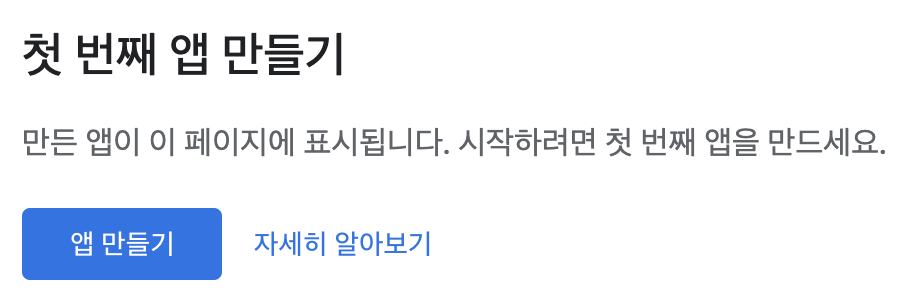 첫 번째 앱 만들기
만든 앱이 이 페이지에 표시됩니다. 시작하려면 첫 번째 앱을 만드세요.
앱 만들기
자세히 알아보기